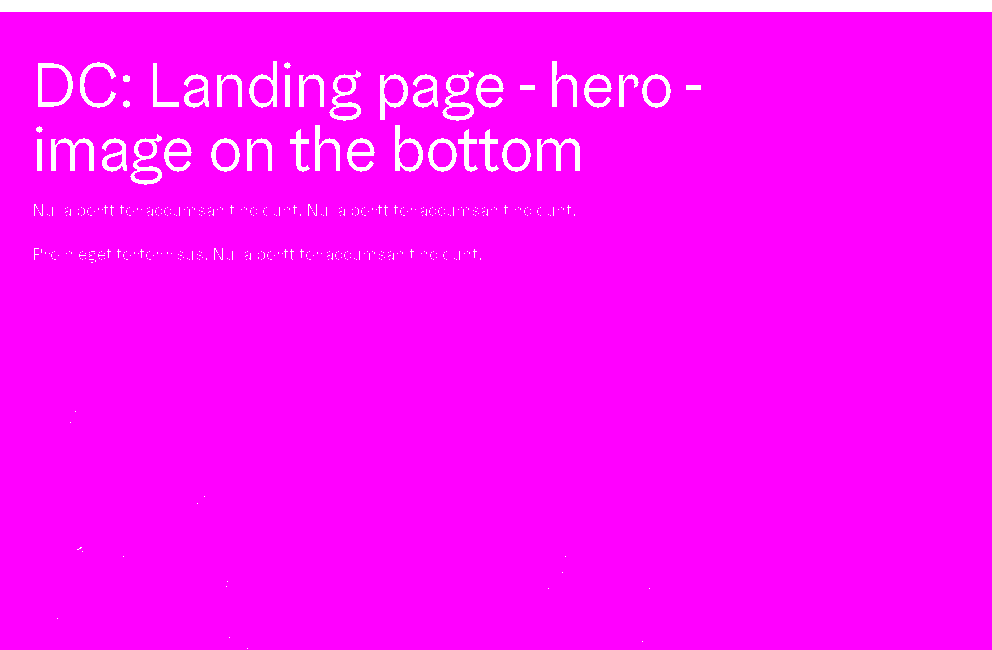 DC: Landing page - hero -
image on the bottom
Nulla porttitor accumsan tincidunt. Nulla porttitor accumsan tincidunt.
Proin eget tortor risus. Nulla porttitor accumsan tincidunt.